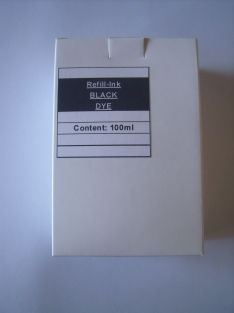 Refill-Ink
BLACK
DYE
Content: 100ml